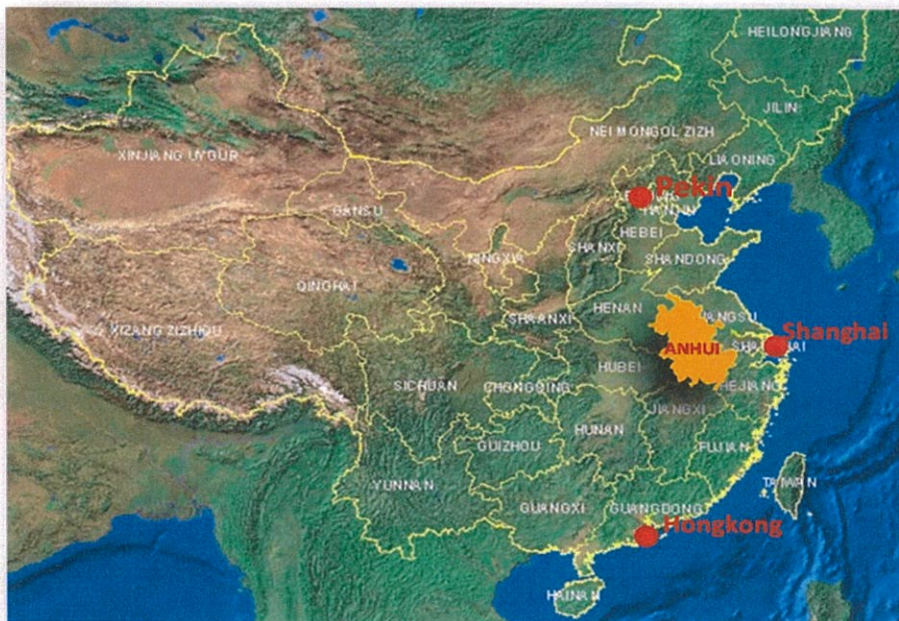 HEILONGJIANG
JILIN
NEI MONGOL ZIZH
LIAONING
XINJIANG UYGUR
Pekin
GANSU
HEBEI
SHANXI
NINGXIA
SHANDONG
QINGHAI
HENAN
SHAANXI
XIZANG ZIZHIQU
Shanghai
ANHUI
HUBEI
SICHUAN
CHONGQING
JIANGXI
HUNAN
GUIZHOU
FUJIAN
YUNNAN
TAIWAN
GUANGXI
GUANGDONG
Hongkong
HAINAN